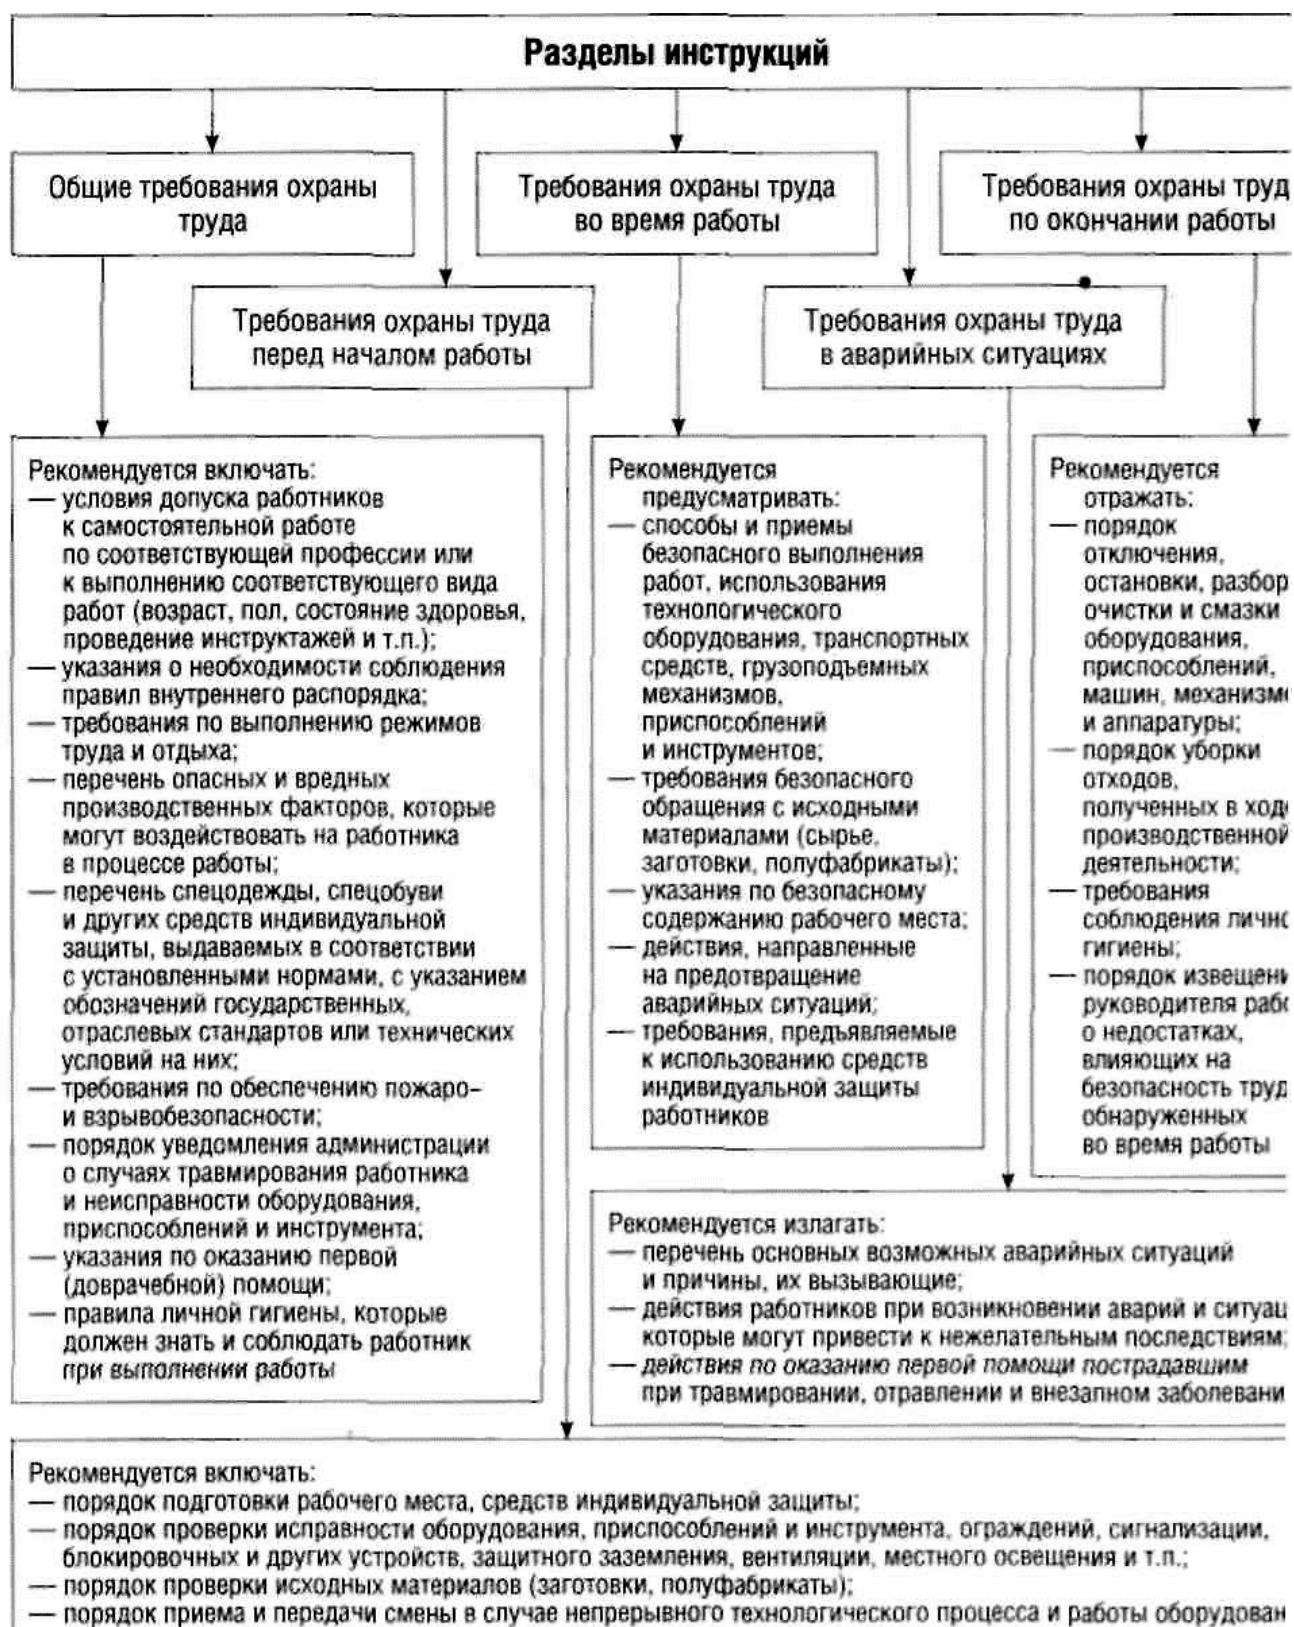 Разделы инструкций
Общие требования охраны
труда
Требования охраны труда
во время работы
Требования охраны труд
по окончании работы
Требования охраны труда
перед началом работы
Требования охраны труда
в аварийных ситуациях
Рекомендуется включать:
— условия допуска работников
к самостоятельной работе
по соответствующей профессии или
к выполнению соответствующего вида
работ (возраст, пол, состояние здоровья,
проведение инструктажей и т.п.);
— указания о необходимости соблюдения
правил внутреннего распорядка;
— требования по выполнению режимов
труда и отдыха;
— перечень опасных и вредных
производственных факторов, которые
могут воздействовать на работника
в процессе работы;
— перечень спецодежды, спецобуви
и других средств индивидуальной
защиты, выдаваемых в соответствии
с установленными нормами, с указанием
обозначений государственных,
отраслевых стандартов или технических
условий на них;
— требования по обеспечению пожаро–
и взрывобезопасности;
— порядок уведомления администрации
о случаях травмирования работника
и неисправности оборудования,
приспособлений и инструмента;
— указания по оказанию первой
(доврачебной) помощи;
— правила личной гигиены, которые
должен знать и соблюдать работник
при выполнении работы
Рекомендуется
предусматривать:
— способы и приемы
безопасного выполнения
работ, использования
технологического
оборудования, транспортных
средств, грузоподъемных
механизмов,
приспособлений
и инструментов;
— требования безопасного
обращения с исходными
материалами (сырье,
заготовки, полуфабрикаты);
— указания по безопасному
содержанию рабочего места;
— действия, направленные
на предотвращение
аварийных ситуаций;
— требования, предъявляемые
к использованию средств
индивидуальной защиты
работников
Рекомендуется
отражать:
— порядок
отключения,
остановки, разбор
очистки и смазки
оборудования,
приспособлений,
машин, механизмо
и аппаратуры;
— порядок уборки
отходов,
полученных в ходе
производственной
деятельности;
— требования
соблюдения лично
гигиены;
— порядок извещени
руководителя рабо
о недостатках,
влияющих на
безопасность труд
обнаруженных
во время работы
Рекомендуется излагать:
— перечень основных возможных аварийных ситуаций
и причины, их вызывающие;
— действия работников при возникновении аварий и ситуац
которые могут привести к нежелательным последствиям;
— действия по оказанию первой помощи пострадавшим
при травмировании, отравлении и внезапном заболевани
Рекомендуется включать:
— порядок подготовки рабочего места, средств индивидуальной защиты;
— порядок проверки исправности оборудования, приспособлений и инструмента, ограждений, сигнализации,
блокировочных и других устройств, защитного заземления, вентиляции, местного освещения и т.п.;
— порядок проверки исходных материалов (заготовки, полуфабрикаты);
— порядок приема и передачи смены в случае непрерывного технологического процесса и работы оборудован